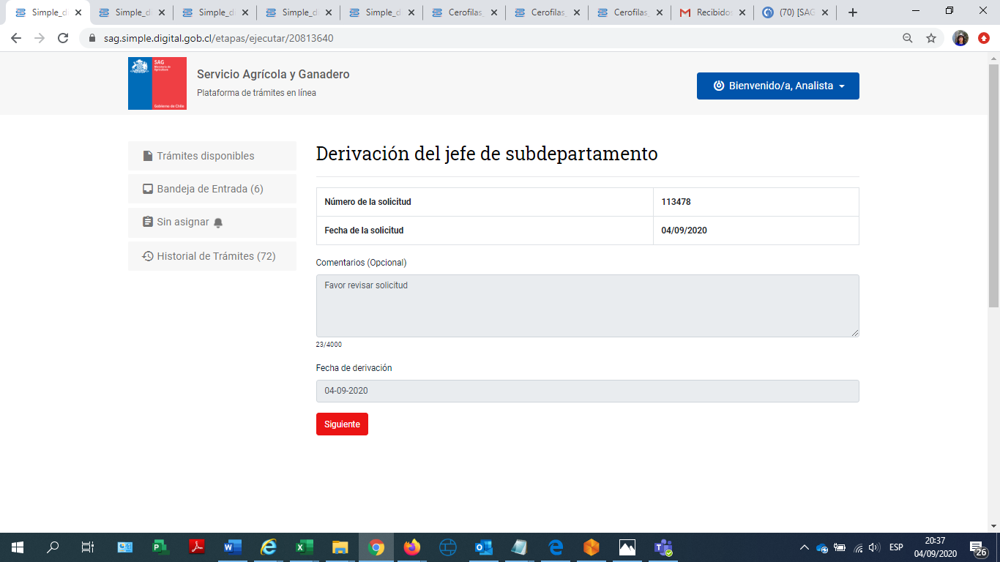 Simple_d
Simple_d
Simple_d
Simple_d
Simple_d
Cerofilas_
Cerofilas_
Cerofilas_
Recibidos
(70) [SAG
sag.simple.digital.gob.cl/etapas/ejecutar/20813640
SAG
Ministerio de
Agricultura
Gobierno de Chile
Servicio Agrícola y Ganadero
Plataforma de trámites en línea
Bienvenido/a, Analista
Trámites disponibles
Bandeja de Entrada (6)
Sin asignar
Historial de Trámites (72)
Derivación del jefe de subdepartamento
Número de la solicitud 113478
Fecha de la solicitud 04/09/2020
Comentarios (Opcional)
Favor revisar solicitud
23/4000
Fecha de derivación
04-09-2020
Siguiente
ESP
20:37
04/09/2020
26